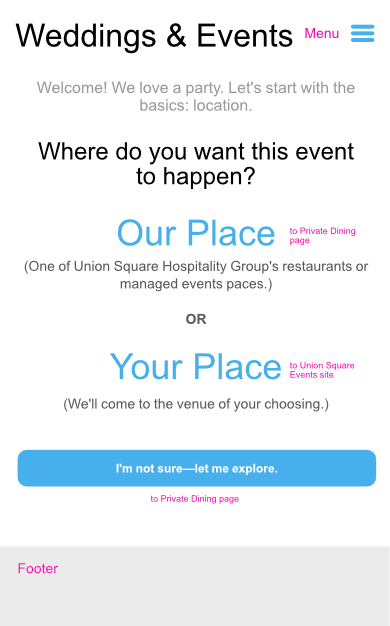 Weddings & Events
Menu
Welcome! We love a party. Let's start with the
basics: location.
Where do you want this event
to happen?
Our Place
to Private Dining
page
(One of Union Square Hospitality Group's restaurants or
managed events paces.)
OR
Your Place
to Union Square
Events site
(We'll come to the venue of your choosing.)
I'm not sure—let me explore.
to Private Dining page
Footer